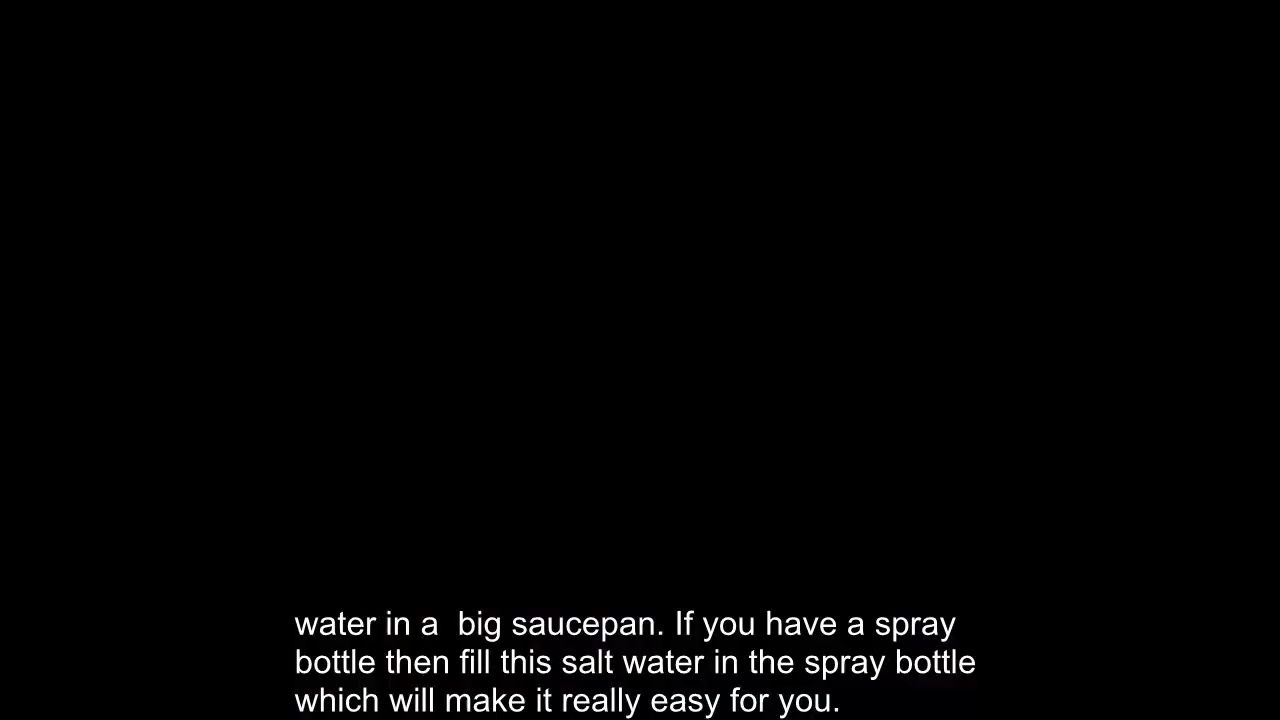 water in a  big saucepan. If you have a spray
bottle then fill this salt water in the spray bottle
which will make it really easy for you.